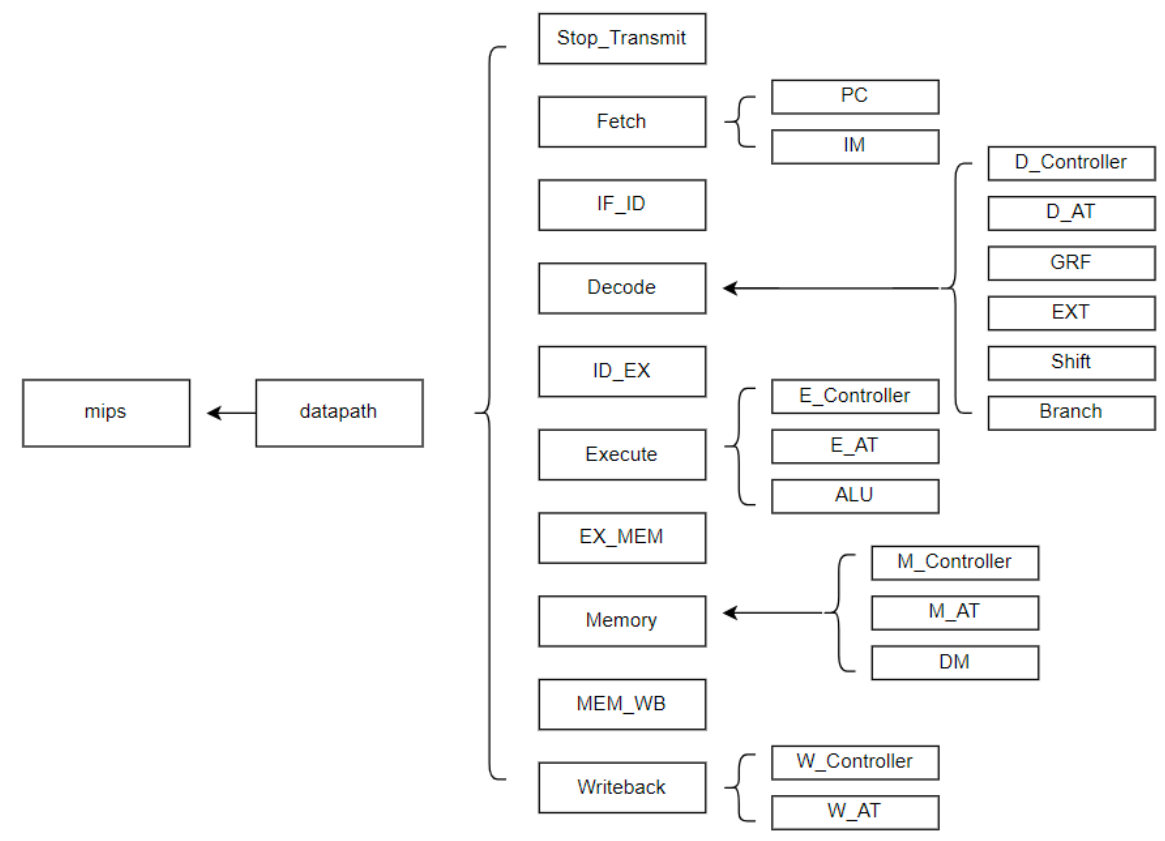 mips
datapath
Stop_Transmit
Fetch
PC
IM
IF_ID
Decode
D_Controller
D_AT
GRF
EXT
Shift
Branch
ID_EX
Execute
E_Controller
E_AT
ALU
EX_MEM
Memory
M_Controller
M_AT
DM
MEM_WB
Writeback
W_Controller
W_AT